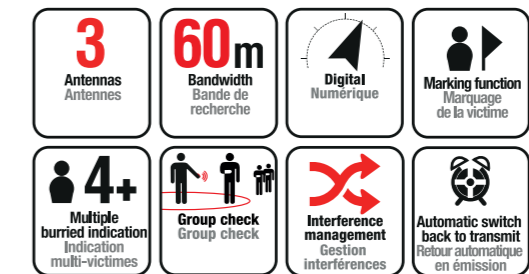 3
Antennas
Antennes
60m
Bandwidth
Bande de
recherche
Digital
Numérique
Marking function
Marquage
de la victime
4+
Multiple
burried indication
Indication
multi-victimes
Group check
Group check
Interference
management
Gestion
interférences
Automatic switch
back to transmit
Retour automatique
en émission